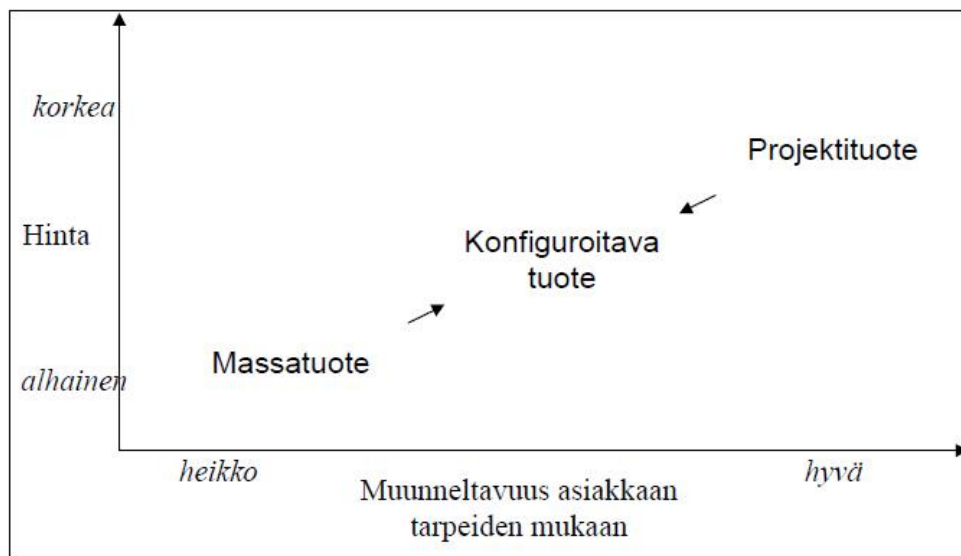 korkea
Projektituote
Hinta
Konfiguroitava
tuote
Massatuote
alhainen
heikko
hyvä
Muunneltavuus asiakkaan
tarpeiden mukaan